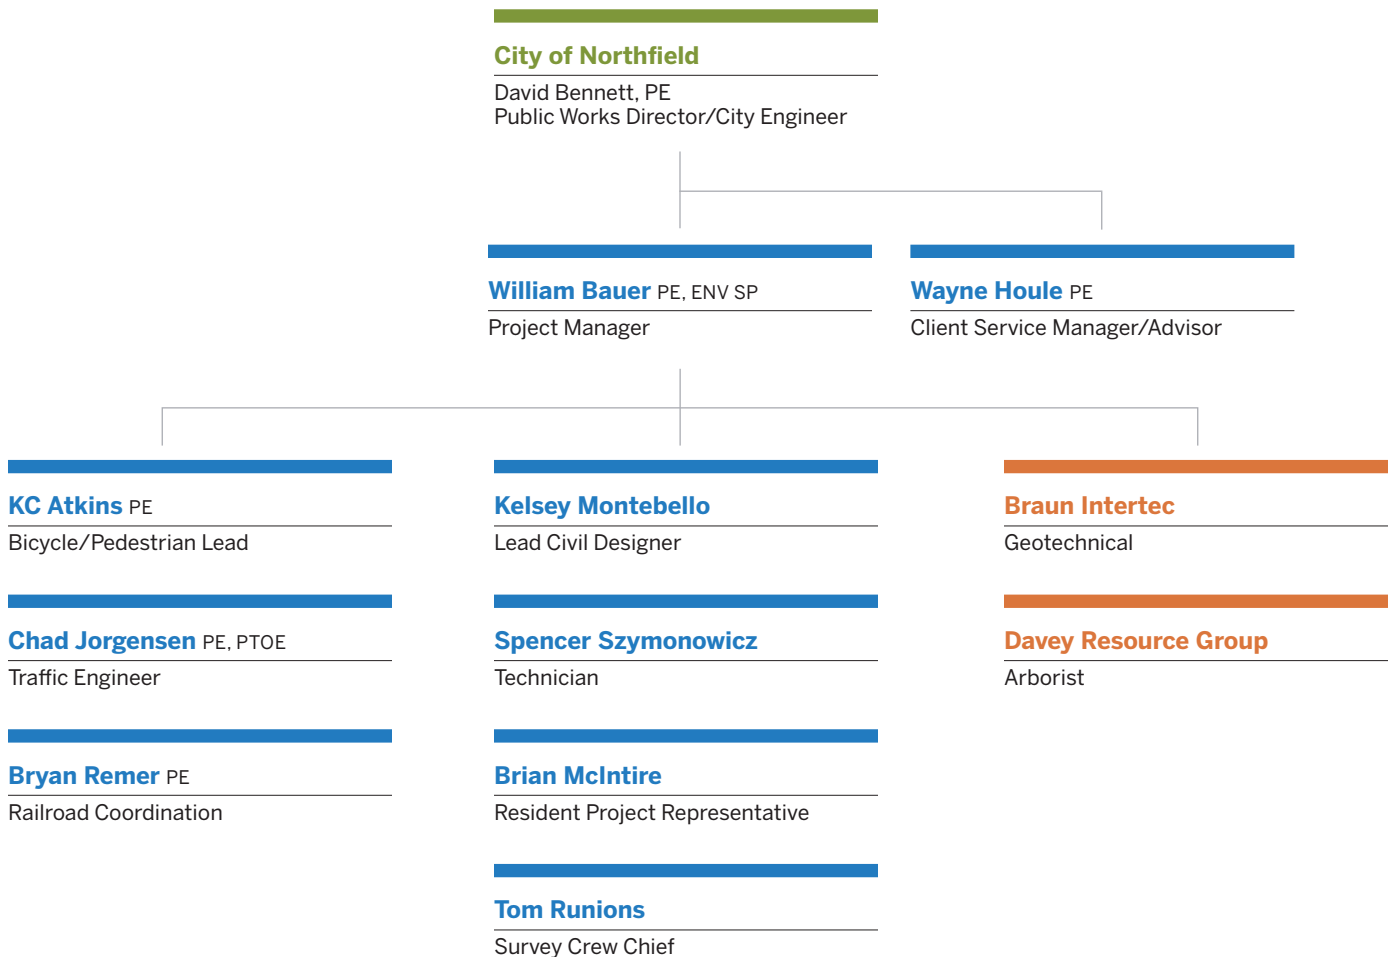 City of Northfield
David Bennett, PE
Public Works Director/City Engineer
William Bauer PE, ENV SP
Project Manager
Wayne Houle PE
Client Service Manager/Advisor
KC Atkins PE
Bicycle/Pedestrian Lead
Chad Jorgensen PE, PTOE
Traffic Engineer
Bryan Remer PE
Railroad Coordination
Kelsey Montebello
Lead Civil Designer
Spencer Szymonowicz
Technician
Brian McIntire
Resident Project Representative
Tom Runions
Survey Crew Chief
Braun Intertec
Geotechnical
Davey Resource Group
Arborist